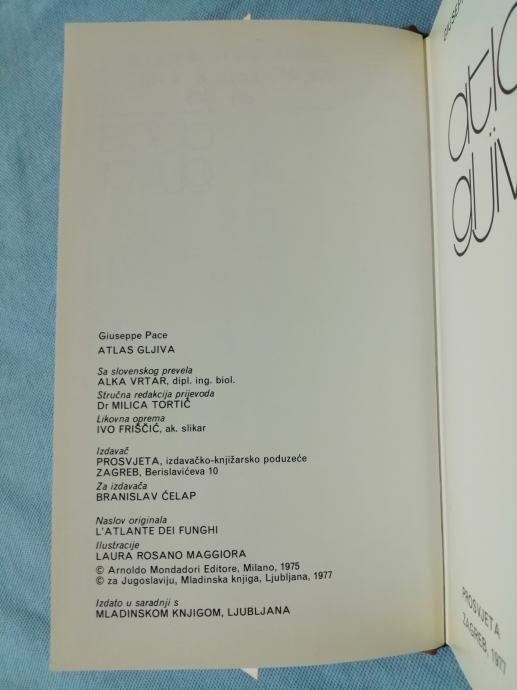 Giuseppe Pace
ATLAS GLJIVA
Sa slovenskog prevela
ALKA VRTAR, dipl. ing. biol.
Stručna redakcija prijevoda
Dr MILICA TORTIČ
Likovna oprema
IVO FRIŠČIĆ, ak. slikar
Izdavač
PROSVJETA, izdavačko-knjižarsko poduzeće
ZAGREB, Berislavićeva 10
Za izdavača
BRANISLAV ĆELAP
Naslov originala
L'ATLANTE DEI FUNGHI
Ilustracije
LAURA ROSANO MAGGIORA
© Arnoldo Mondadori Editore, Milano, 1975
© za Jugoslaviju, Mladinska knjiga, Ljubljana, 1977
Izdato u saradnji s
MLADINSKOM KNJIGOM, LJUBLJANA
PROSVJETA
ZAGREB, 1977